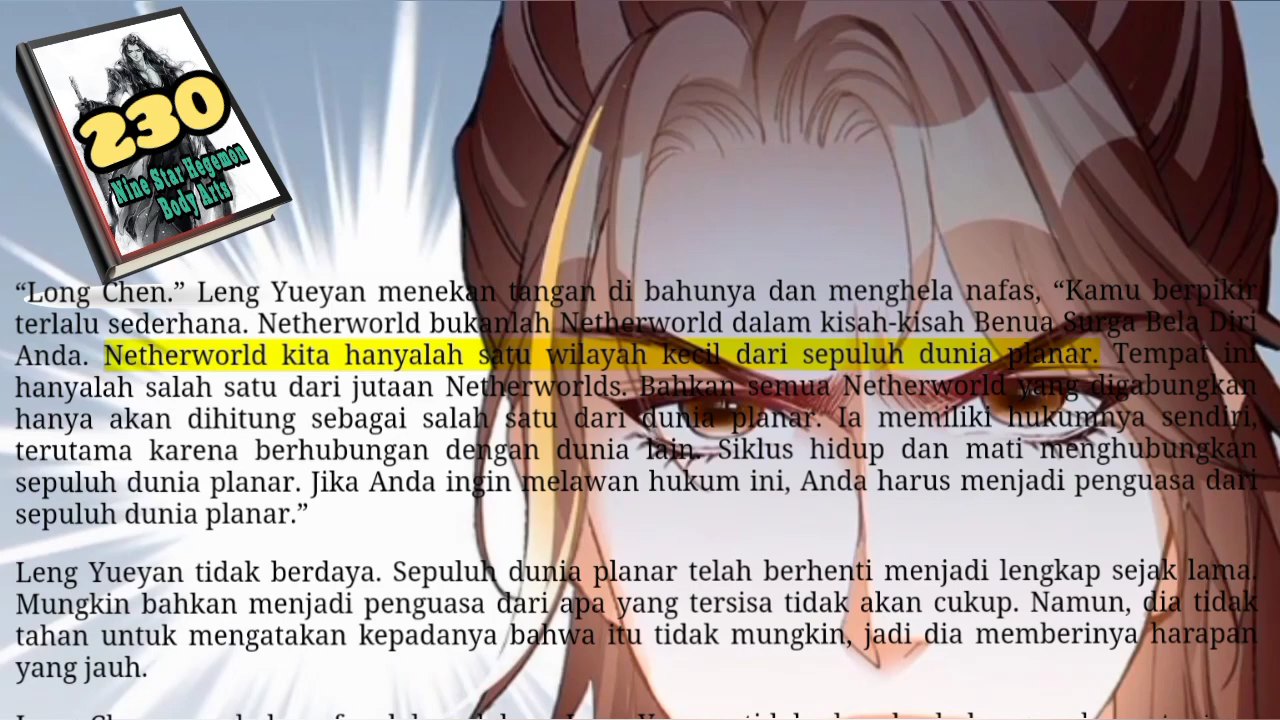 230
Nine Star Hegemon
Body Arts
“Long Chen.” Leng Yueyan menekan tangan di bahunya dan menghela nafas, “Kamu berpikir
terlalu sederhana. Netherworld bukanlah Netherworld dalam kisah-kisah Benua Surga Bela Diri
Anda. Netherworld kita hanyalah satu wilayah kecil dari sepuluh dunia planar. Tempat ini
hanyalah salah satu dari jutaan Netherworlds. Bahkan semua Netherworld yang digabungkan
hanya akan dihitung sebagai salah satu dari dunia planar. Ia memiliki hukumnya sendiri,
terutama karena berhubungan dengan dunia lain. Siklus hidup dan mati menghubungkan
sepuluh dunia planar. Jika Anda ingin melawan hukum ini, Anda harus menjadi penguasa dari
sepuluh dunia planar.”
Leng Yueyan tidak berdaya. Sepuluh dunia planar telah berhenti menjadi lengkap sejak lama.
Mungkin bahkan menjadi penguasa dari apa yang tersisa tidak akan cukup. Namun, dia tidak
tahan untuk mengatakan kepadanya bahwa itu tidak mungkin, jadi dia memberinya harapan
yang jauh.